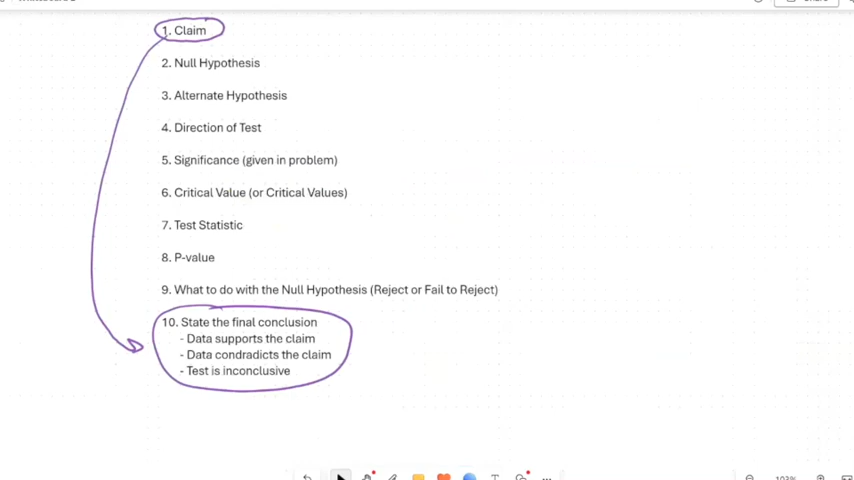 1. Claim
2. Null Hypothesis
3. Alternate Hypothesis
4. Direction of Test
5. Significance (given in problem)
6. Critical Value (or Critical Values)
7. Test Statistic
8. P-value
9. What to do with the Null Hypothesis (Reject or Fail to Reject)
10. State the final conclusion
- Data supports the claim
- Data condradicts the claim
- Test is inconclusive